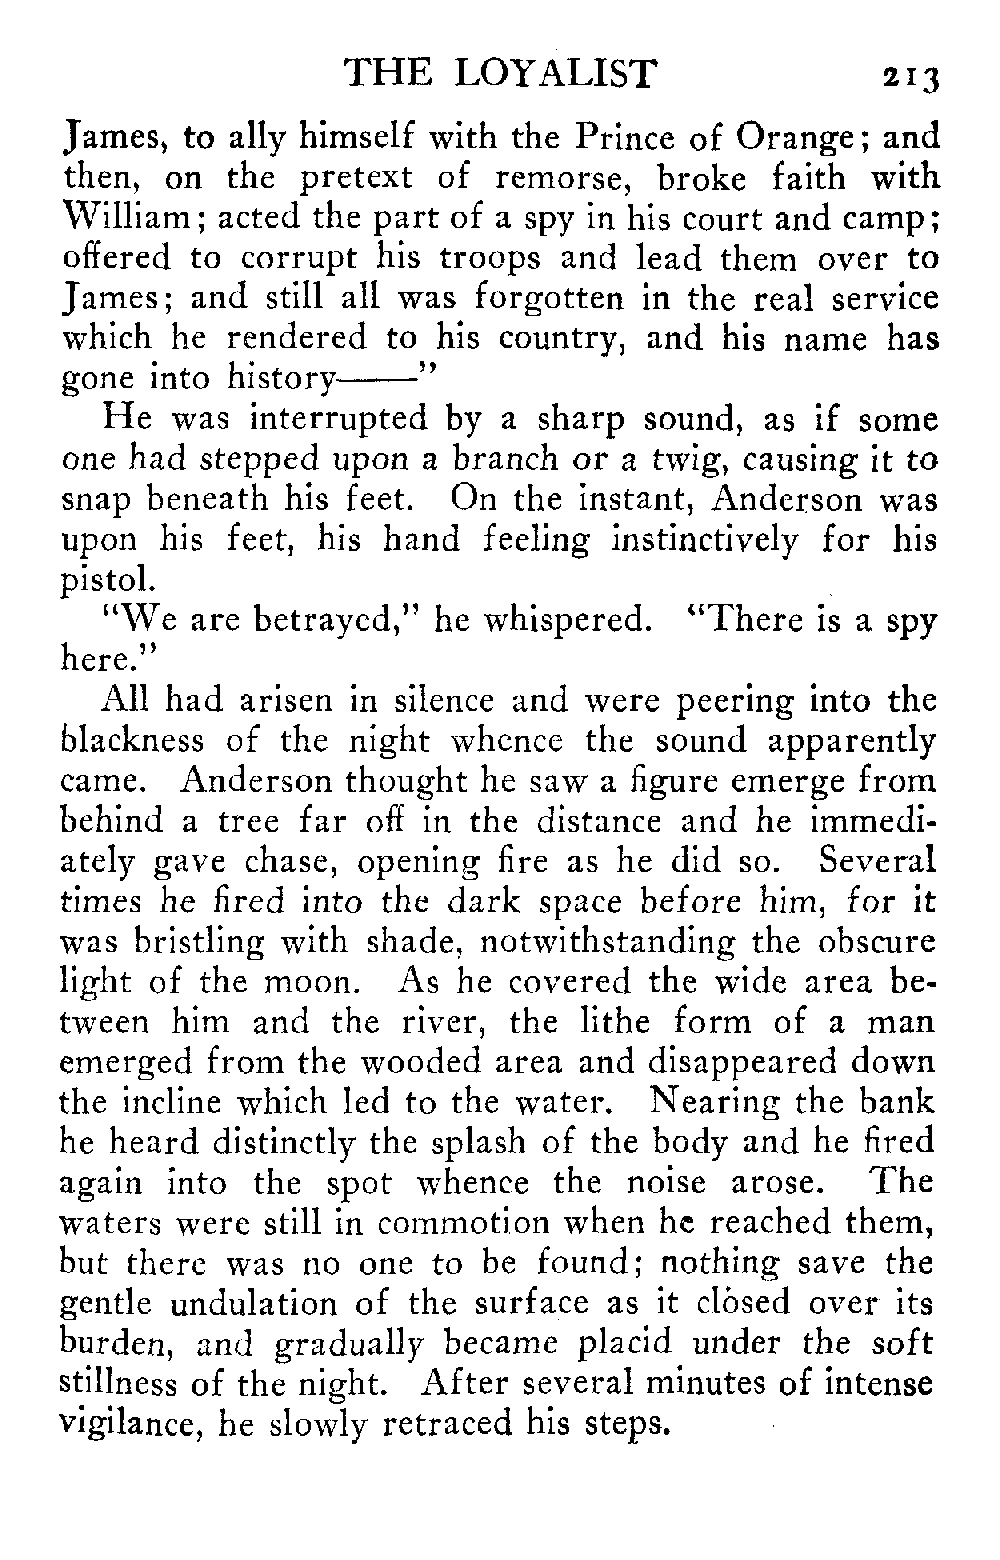 THE LOYALIST 213
James, to ally himself with the Prince of Orange; and
then, on the pretext of remorse, broke faith with
William; acted the part of a spy in his court and camp;
offered to corrupt his troops and lead them over to
James; and still all was forgotten in the real service
which he rendered to his country, and his name has
gone into history——"
He was interrupted by a sharp sound, as if some
one had stepped upon a branch or a twig, causing it to
snap beneath his feet. On the instant, Anderson was
upon his feet, his hand feeling instinctively for his
pistol.
"We are betrayed," he whispered. "There is a spy
here."
All had arisen in silence and were peering into the
blackness of the night whence the sound apparently
came. Anderson thought he saw a figure emerge from
behind a tree far off in the distance and he immedi-
ately gave chase, opening fire as he did so. Several
times he fired into the dark space before him, for it
was bristling with shade, notwithstanding the obscure
light of the moon. As he covered the wide area be-
tween him and the river, the lithe form of a man
emerged from the wooded area and disappeared down
the incline which led to the water. Nearing the bank
he heard distinctly the splash of the body and he fired
again into the spot whence the noise arose. The
waters were still in commotion when he reached them,
but there was no one to be found; nothing save the
gentle undulation of the surface as it closed over its
burden, and gradually became placid under the soft
stillness of the night. After several minutes of intense
vigilance, he slowly retraced his steps.